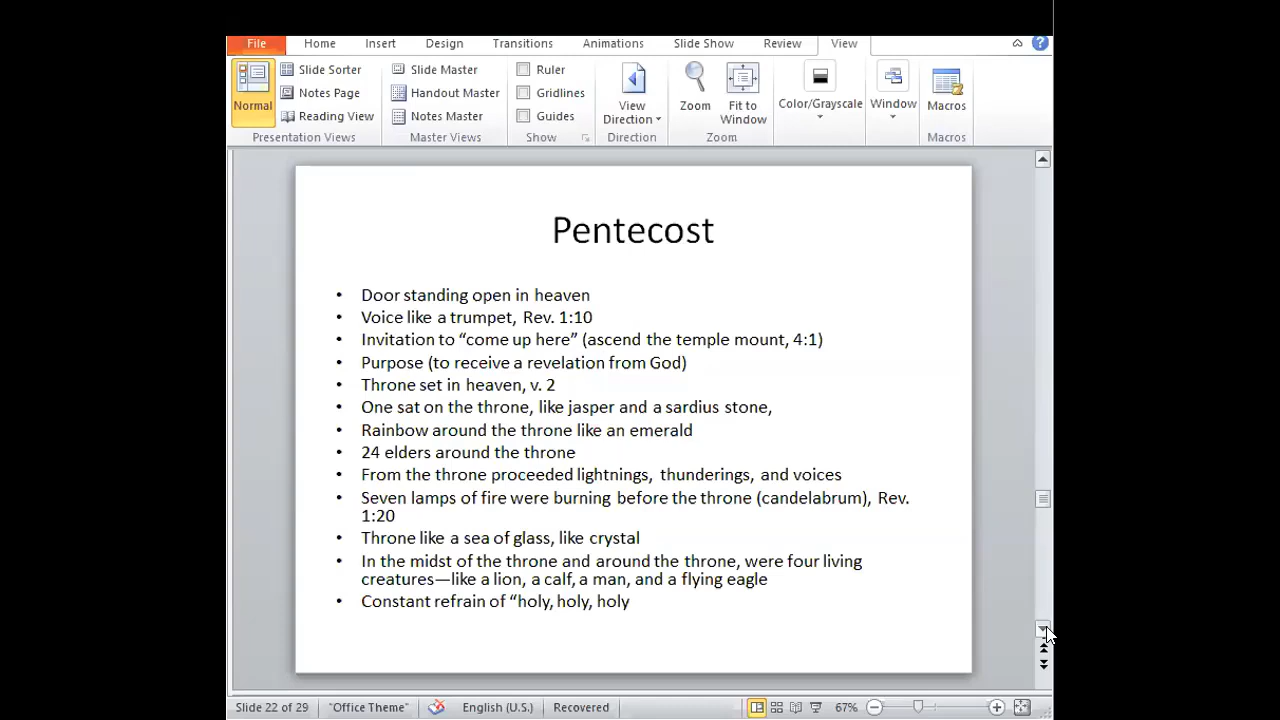 File Home Insert Design Transitions Animations Slide Show Review View
Slide Sorter Slide Master Ruler
Notes Page Handout Master Gridlines
Normal Reading View Notes Master Guides View Direction Zoom Fit to Window Color/Grayscale Window Macros
Presentation Views Master Views Show Direction Zoom Macros
Pentecost
• Door standing open in heaven
• Voice like a trumpet, Rev. 1:10
• Invitation to “come up here” (ascend the temple mount, 4:1)
• Purpose (to receive a revelation from God)
• Throne set in heaven, v. 2
• One sat on the throne, like jasper and a sardius stone,
• Rainbow around the throne like an emerald
• 24 elders around the throne
• From the throne proceeded lightnings, thunderings, and voices
• Seven lamps of fire were burning before the throne (candelabrum), Rev.
1:20
• Throne like a sea of glass, like crystal
• In the midst of the throne and around the throne, were four living
creatures—like a lion, a calf, a man, and a flying eagle
• Constant refrain of “holy, holy, holy
Slide 22 of 29 "Office Theme" English (U.S.) Recovered 67%